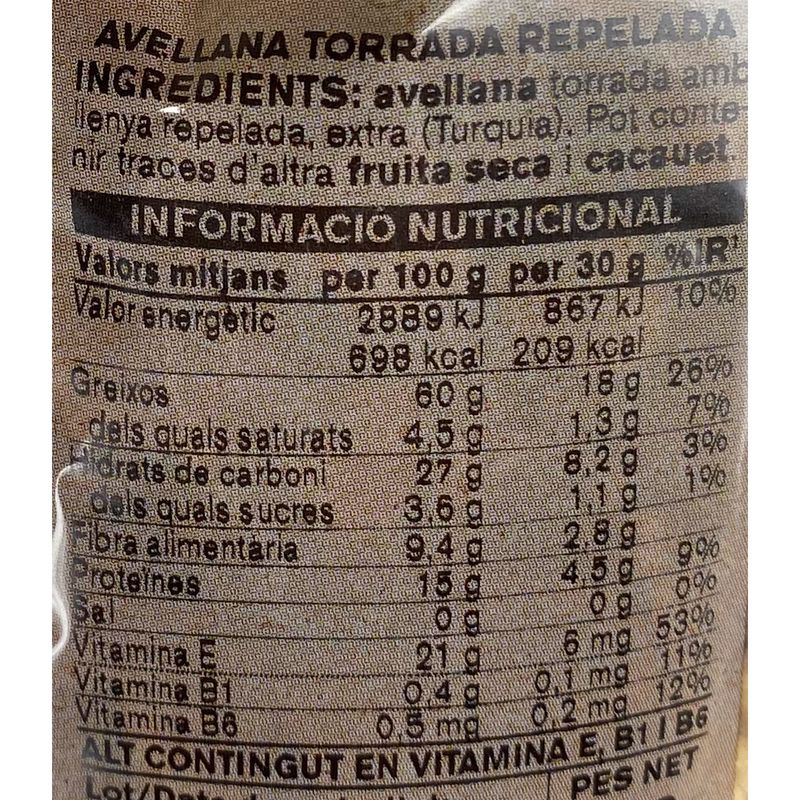 AVELLANA TORRADA REPELADA
INGREDIENTS: avellana torrada amb
llenya repelada, extra (Turquia). Pot conte-
nir traces d'altra fruita seca i cacauet.
INFORMACIÓ NUTRICIONAL
Valors mitjans per 100 g per 30 g %IR¹
Valor energètic 2889 kJ 867 kJ 10%
698 kcal 209 kcal
Greixos 60 g 18 g 26%
dels quals saturats 4,5 g 1,3 g 7%
Hidrats de carboni 27 g 8,2 g 3%
dels quals sucres 3,6 g 1,1 g 1%
Fibra alimentària 9,4 g 2,8 g
Proteïnes 15 g 4,5 g 9%
Sal 0 g 0 g 0%
Vitamina E 21 g 6 mg 53%
Vitamina B1 0,4 g 0,1 mg 11%
Vitamina B6 0,5 mg 0,2 mg 12%
ALT CONTINGUT EN VITAMINA E, B1 I B6
PES NET